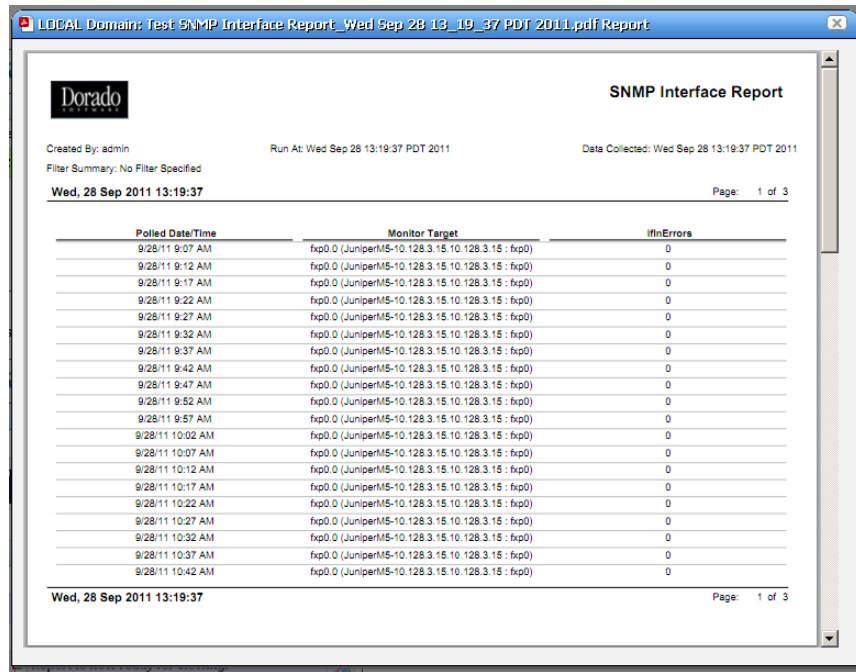 LOCAL Domain: Test SNMP Interface Report_Wed Sep 28 13_19_37 PDT 2011.pdf Report
Dorado
SOFTWARE
SNMP Interface Report
Created By: admin Run At: Wed Sep 28 13:19:37 PDT 2011 Data Collected: Wed Sep 28 13:19:37 PDT 2011
Filter Summary: No Filter Specified
Wed, 28 Sep 2011 13:19:37 Page: 1 of 3
Polled Date/Time Monitor Target ifInErrors
9/28/11 9:07 AM fxp0.0 (JuniperM5-10.128.3.15.10.128.3.15 : fxp0) 0
9/28/11 9:12 AM fxp0.0 (JuniperM5-10.128.3.15.10.128.3.15 : fxp0) 0
9/28/11 9:17 AM fxp0.0 (JuniperM5-10.128.3.15.10.128.3.15 : fxp0) 0
9/28/11 9:22 AM fxp0.0 (JuniperM5-10.128.3.15.10.128.3.15 : fxp0) 0
9/28/11 9:27 AM fxp0.0 (JuniperM5-10.128.3.15.10.128.3.15 : fxp0) 0
9/28/11 9:32 AM fxp0.0 (JuniperM5-10.128.3.15.10.128.3.15 : fxp0) 0
9/28/11 9:37 AM fxp0.0 (JuniperM5-10.128.3.15.10.128.3.15 : fxp0) 0
9/28/11 9:42 AM fxp0.0 (JuniperM5-10.128.3.15.10.128.3.15 : fxp0) 0
9/28/11 9:47 AM fxp0.0 (JuniperM5-10.128.3.15.10.128.3.15 : fxp0) 0
9/28/11 9:52 AM fxp0.0 (JuniperM5-10.128.3.15.10.128.3.15 : fxp0) 0
9/28/11 9:57 AM fxp0.0 (JuniperM5-10.128.3.15.10.128.3.15 : fxp0) 0
9/28/11 10:02 AM fxp0.0 (JuniperM5-10.128.3.15.10.128.3.15 : fxp0) 0
9/28/11 10:07 AM fxp0.0 (JuniperM5-10.128.3.15.10.128.3.15 : fxp0) 0
9/28/11 10:12 AM fxp0.0 (JuniperM5-10.128.3.15.10.128.3.15 : fxp0) 0
9/28/11 10:17 AM fxp0.0 (JuniperM5-10.128.3.15.10.128.3.15 : fxp0) 0
9/28/11 10:22 AM fxp0.0 (JuniperM5-10.128.3.15.10.128.3.15 : fxp0) 0
9/28/11 10:27 AM fxp0.0 (JuniperM5-10.128.3.15.10.128.3.15 : fxp0) 0
9/28/11 10:32 AM fxp0.0 (JuniperM5-10.128.3.15.10.128.3.15 : fxp0) 0
9/28/11 10:37 AM fxp0.0 (JuniperM5-10.128.3.15.10.128.3.15 : fxp0) 0
9/28/11 10:42 AM fxp0.0 (JuniperM5-10.128.3.15.10.128.3.15 : fxp0) 0
Wed, 28 Sep 2011 13:19:37 Page: 1 of 3